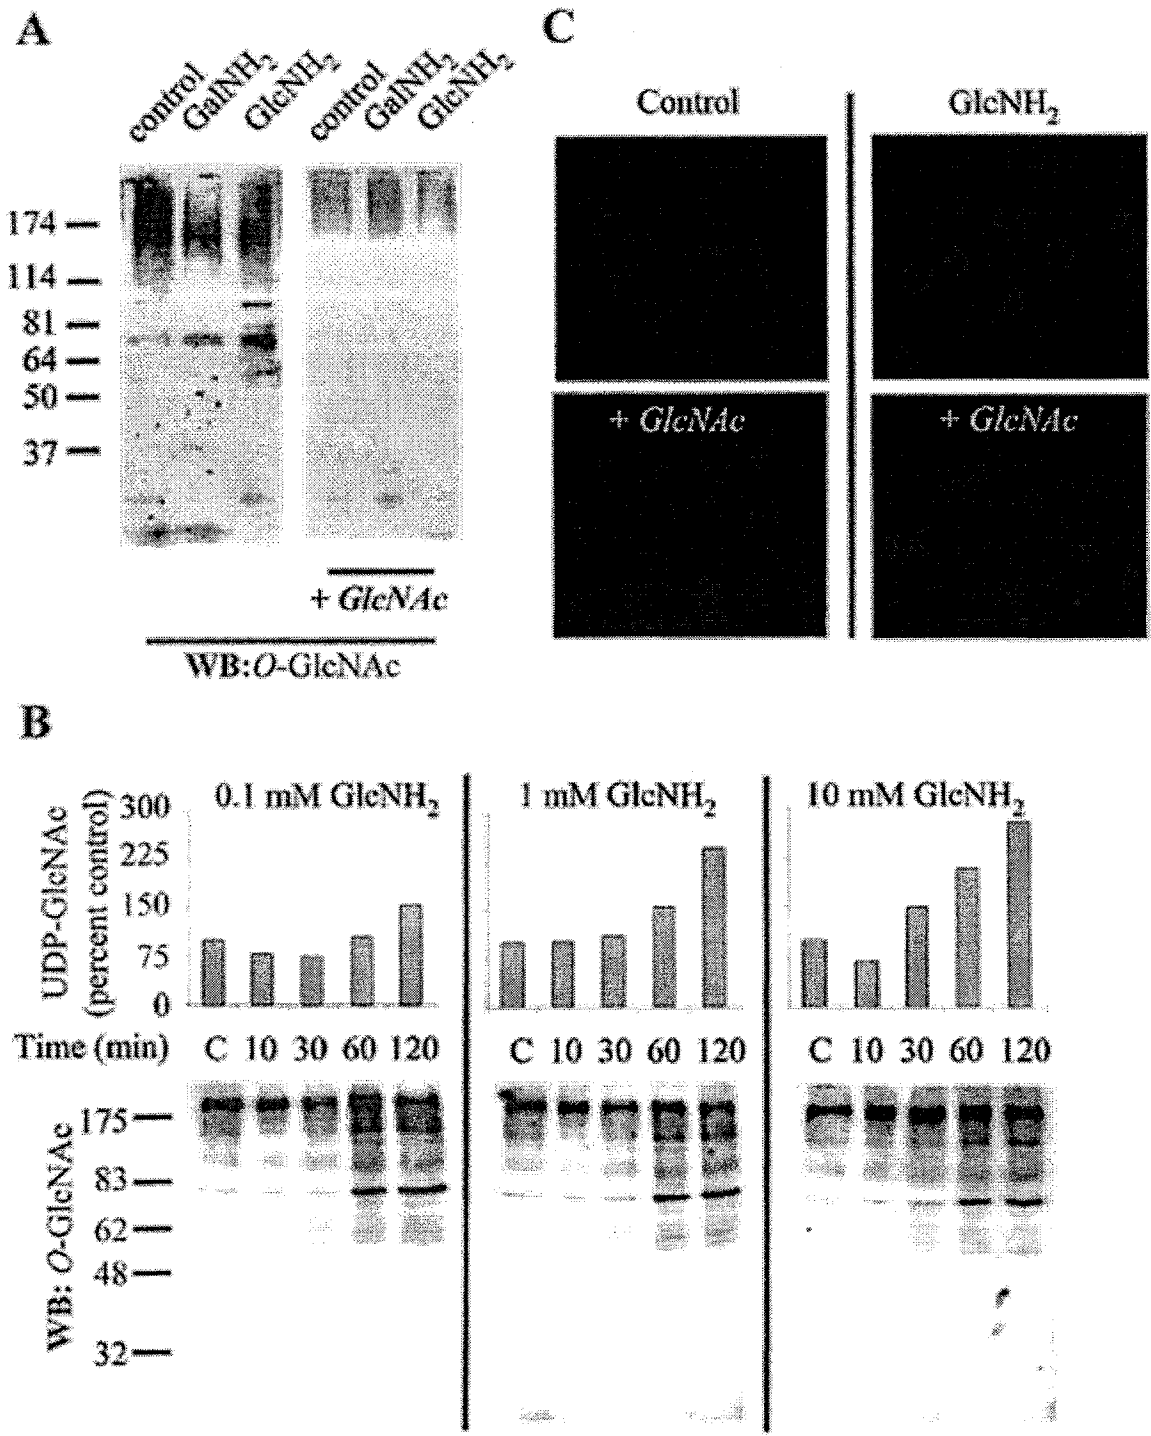 A
control GalNH2 GlcNH2 control GalNH2 GlcNH2
174
114
81
64
50
37
+ GlcNAc
WB:O-GlcNAc
C
Control GlcNH2
+ GlcNAc + GlcNAc
B
UDP-GlcNAc
(percent control)
300
225
150
75
0
0.1 mM GlcNH2 1 mM GlcNH2 10 mM GlcNH2
Time (min) C 10 30 60 120 C 10 30 60 120 C 10 30 60 120
WB: O-GlcNAc
175
83
62
48
32